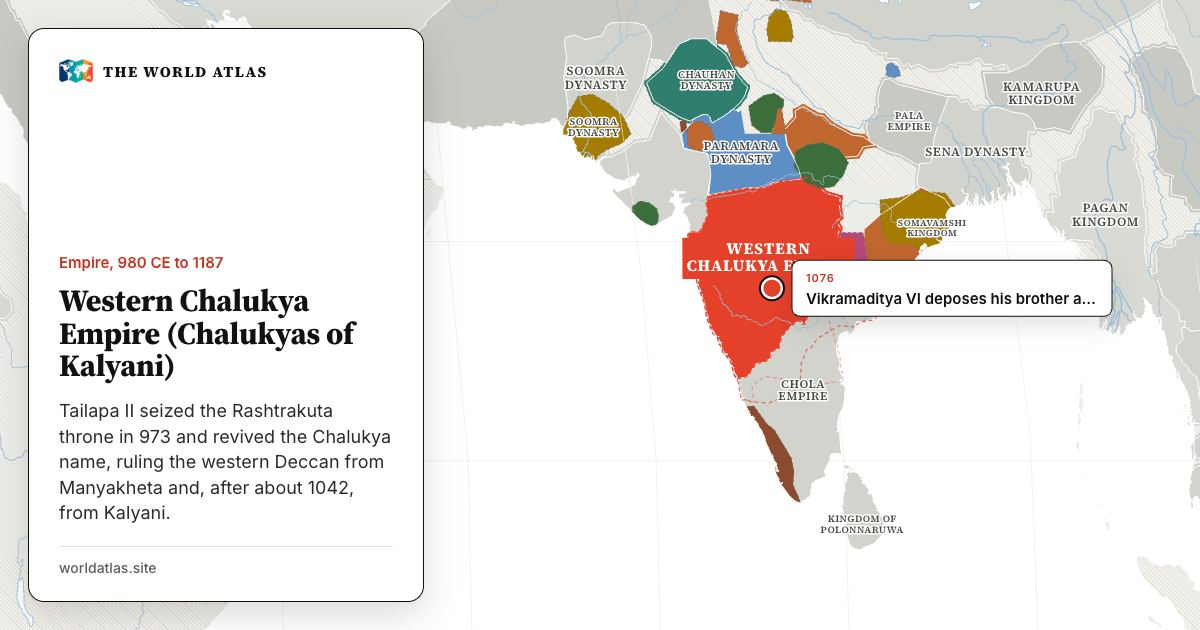 THE WORLD ATLAS
Empire, 980 CE to 1187
Western Chalukya
Empire (Chalukyas of
Kalyani)
Tailapa II seized the Rashtrakuta
throne in 973 and revived the Chalukya
name, ruling the western Deccan from
Manyakheta and, after about 1042,
from Kalyani.
worldatlas.site
SOOMRA
DYNASTY
CHAUHAN
DYNASTY
SOOMRA
DYNASTY
PARAMARA
DYNASTY
KAMARUPA
KINGDOM
PALA
EMPIRE
SENA DYNASTY
PAGAN
KINGDOM
SOMAVAMSHI
KINGDOM
WESTERN
CHALUKYA E
1076
Vikramaditya VI deposes his brother a...
CHOLA
EMPIRE
KINGDOM OF
POLONNARUWA